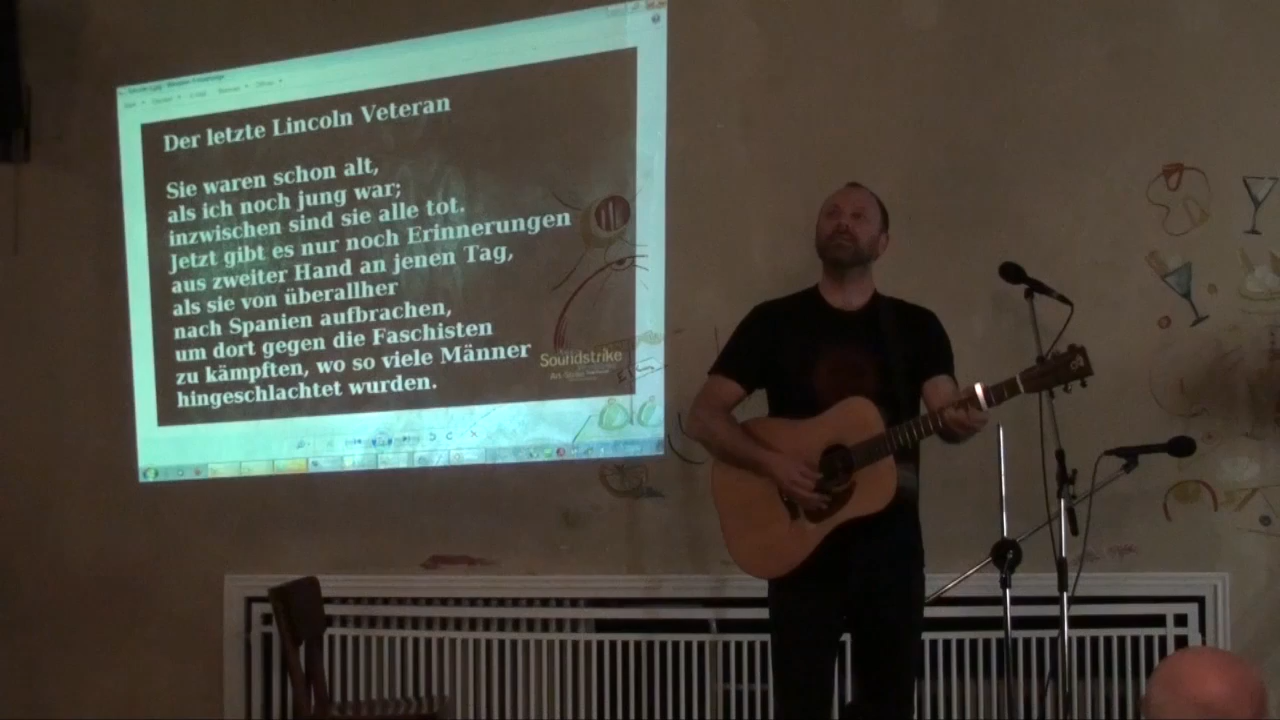 Der letzte Lincoln Veteran
Sie waren schon alt,
als ich noch jung war;
inzwischen sind sie alle tot.
Jetzt gibt es nur noch Erinnerungen
aus zweiter Hand an jenen Tag,
als sie von überallher
nach Spanien aufbrachen,
um dort gegen die Faschisten
zu kämpften, wo so viele Männer
hingeschlachtet wurden.
Soundstrike